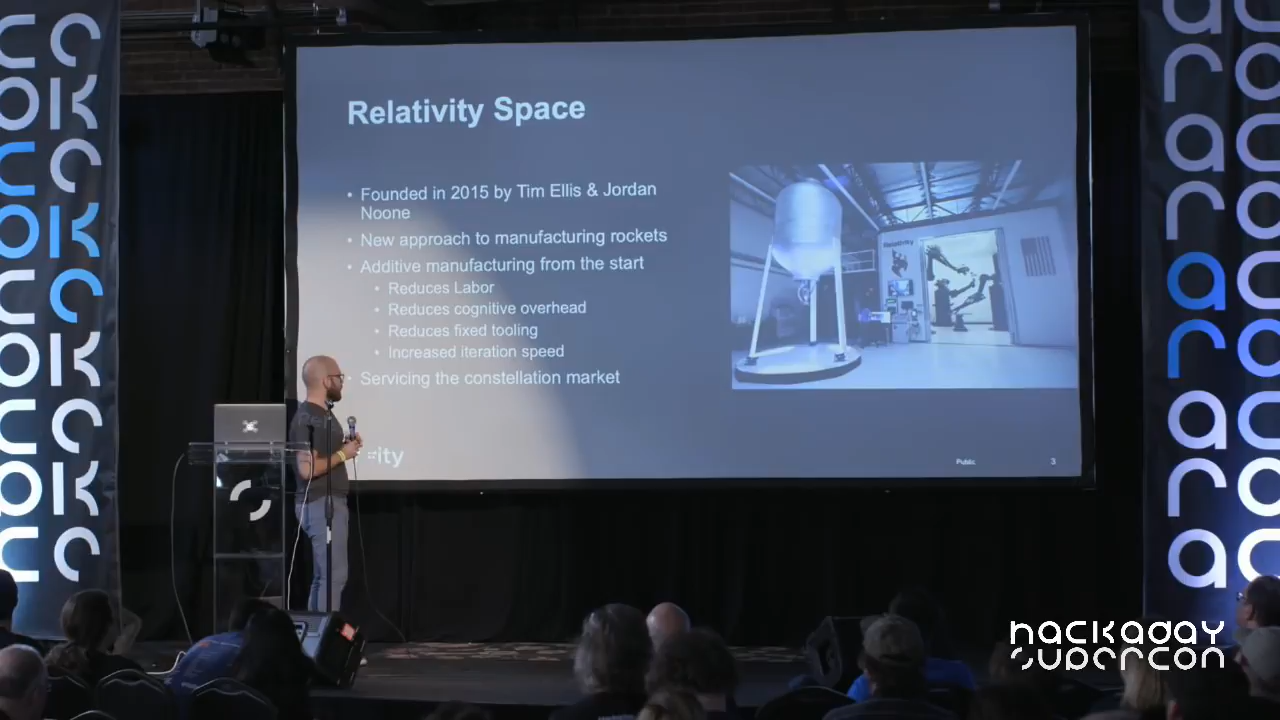 Relativity Space
• Founded in 2015 by Tim Ellis & Jordan
Noone
• New approach to manufacturing rockets
• Additive manufacturing from the start
• Reduces Labor
• Reduces cognitive overhead
• Reduces fixed tooling
• Increased iteration speed
Servicing the constellation market
Relativity
ity
Public
3
hackaday
supercon